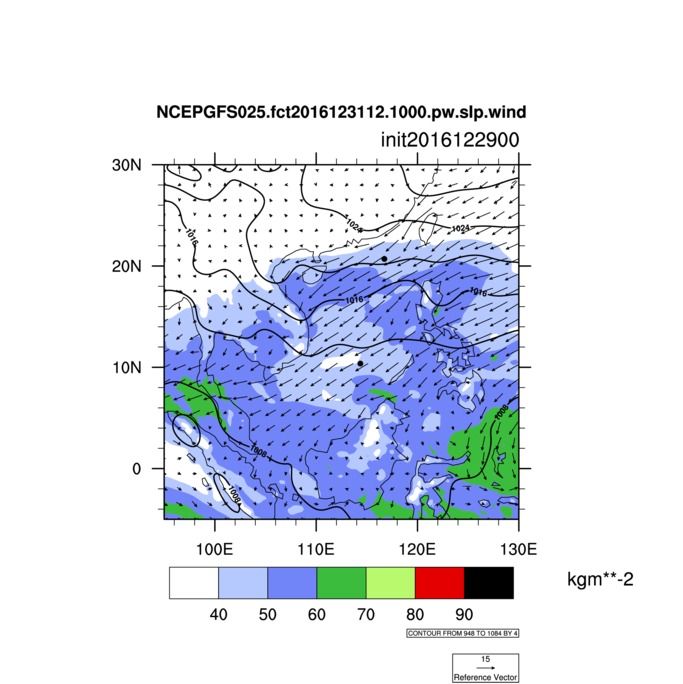 NCEPGFS025.fct2016123112.1000.pw.slp.wind
init2016122900
30N
20N
10N
0
1016
1024
1024
1016
1016
1008
1008
1008
100E
110E
120E
130E
40
50
60
70
80
90
kgm**-2
CONTOUR FROM 948 TO 1084 BY 4
15
Reference Vector